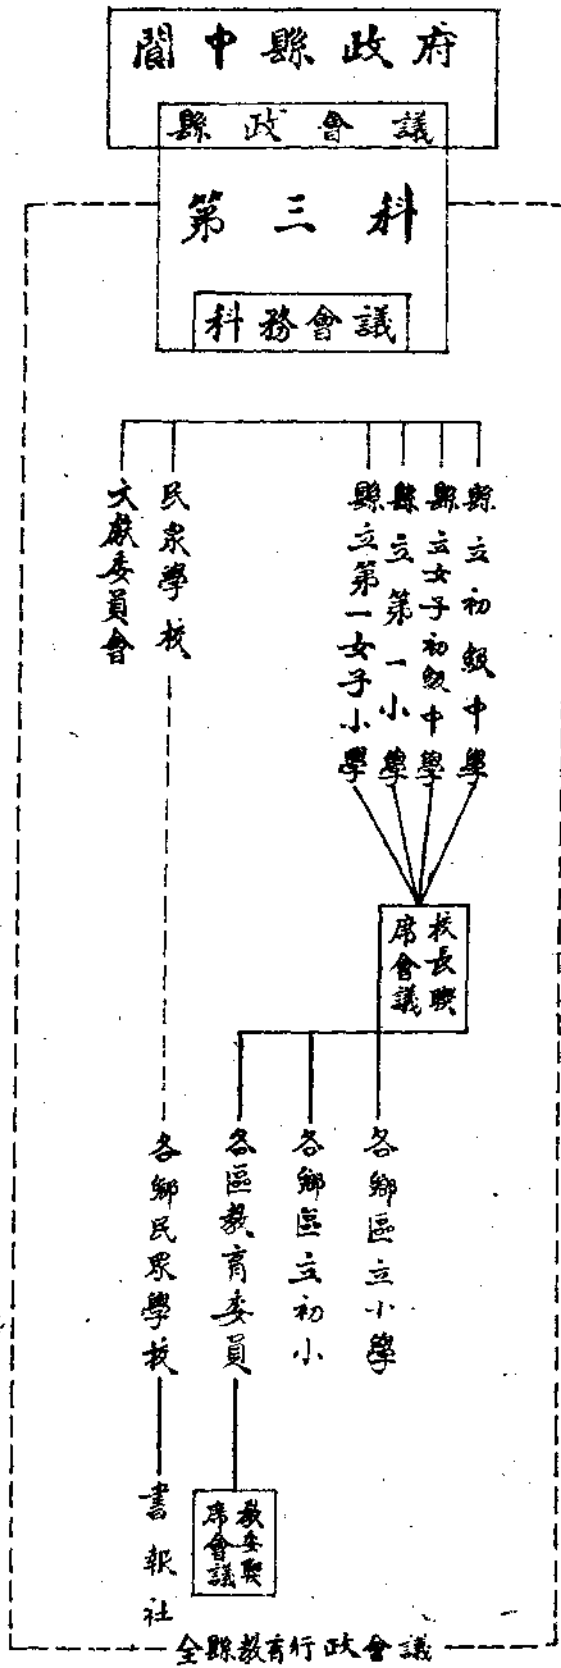 閬中縣政府
縣政會議
第三科
科務會議
縣立初級中學
縣立女子初級中學
縣立第一小學
縣立第一女子小學
民衆學校
文獻委員會
校長聯
席會議
各鄉區立小學
各鄉區立初小
各區教育委員
各鄉民眾學校
教委聯
席會議
書報社
全縣教育行政會議